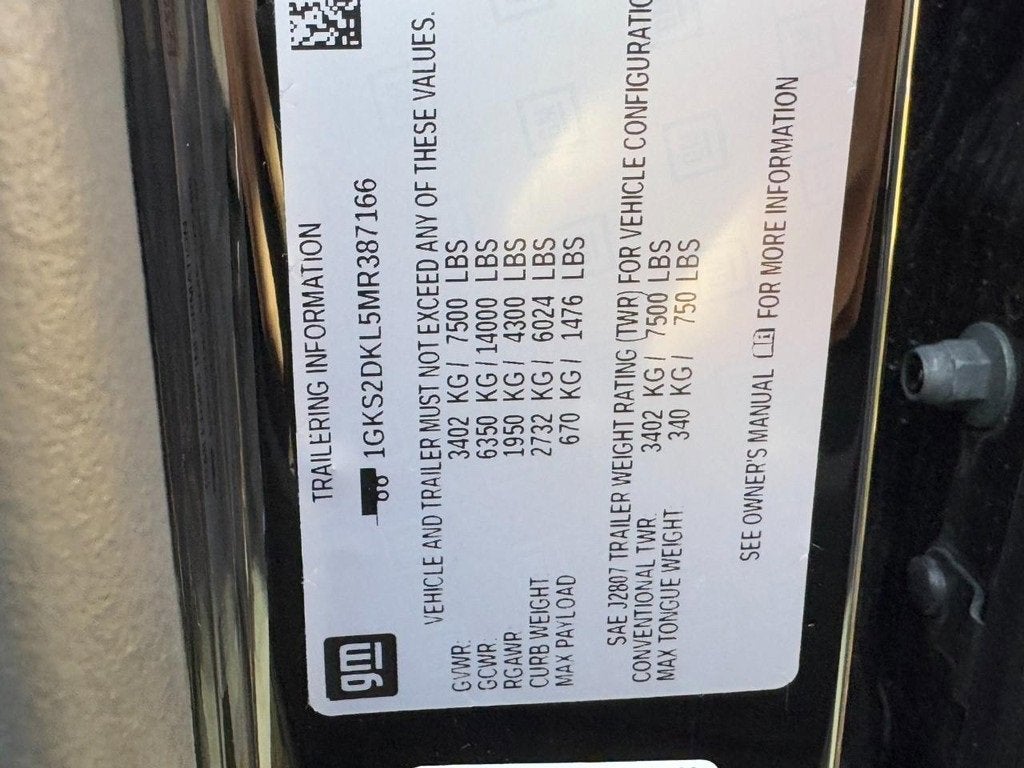 gm
TRAILERING INFORMATION
1GKS2DKL5MR387166
VEHICLE AND TRAILER MUST NOT EXCEED ANY OF THESE VALUES.
GVWR: 3402 KG / 7500 LBS
GCWR: 6350 KG / 14000 LBS
RGAWR: 1950 KG / 4300 LBS
CURB WEIGHT: 2732 KG / 6024 LBS
MAX PAYLOAD 670 KG / 1476 LBS
SAE J2807 TRAILER WEIGHT RATING (TWR) FOR VEHICLE
CONVENTIONAL TWR: 3402 KG / 7500 LBS
MAX TONGUE WEIGHT 340 KG / 750 LBS
SEE OWNER'S MANUAL FOR MORE INFORMATION